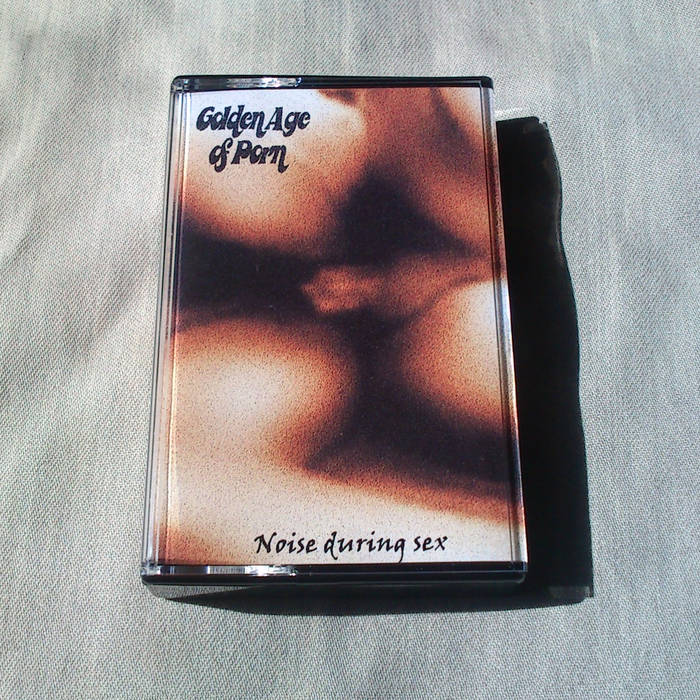 Golden Age
of Porn
Noise during sex